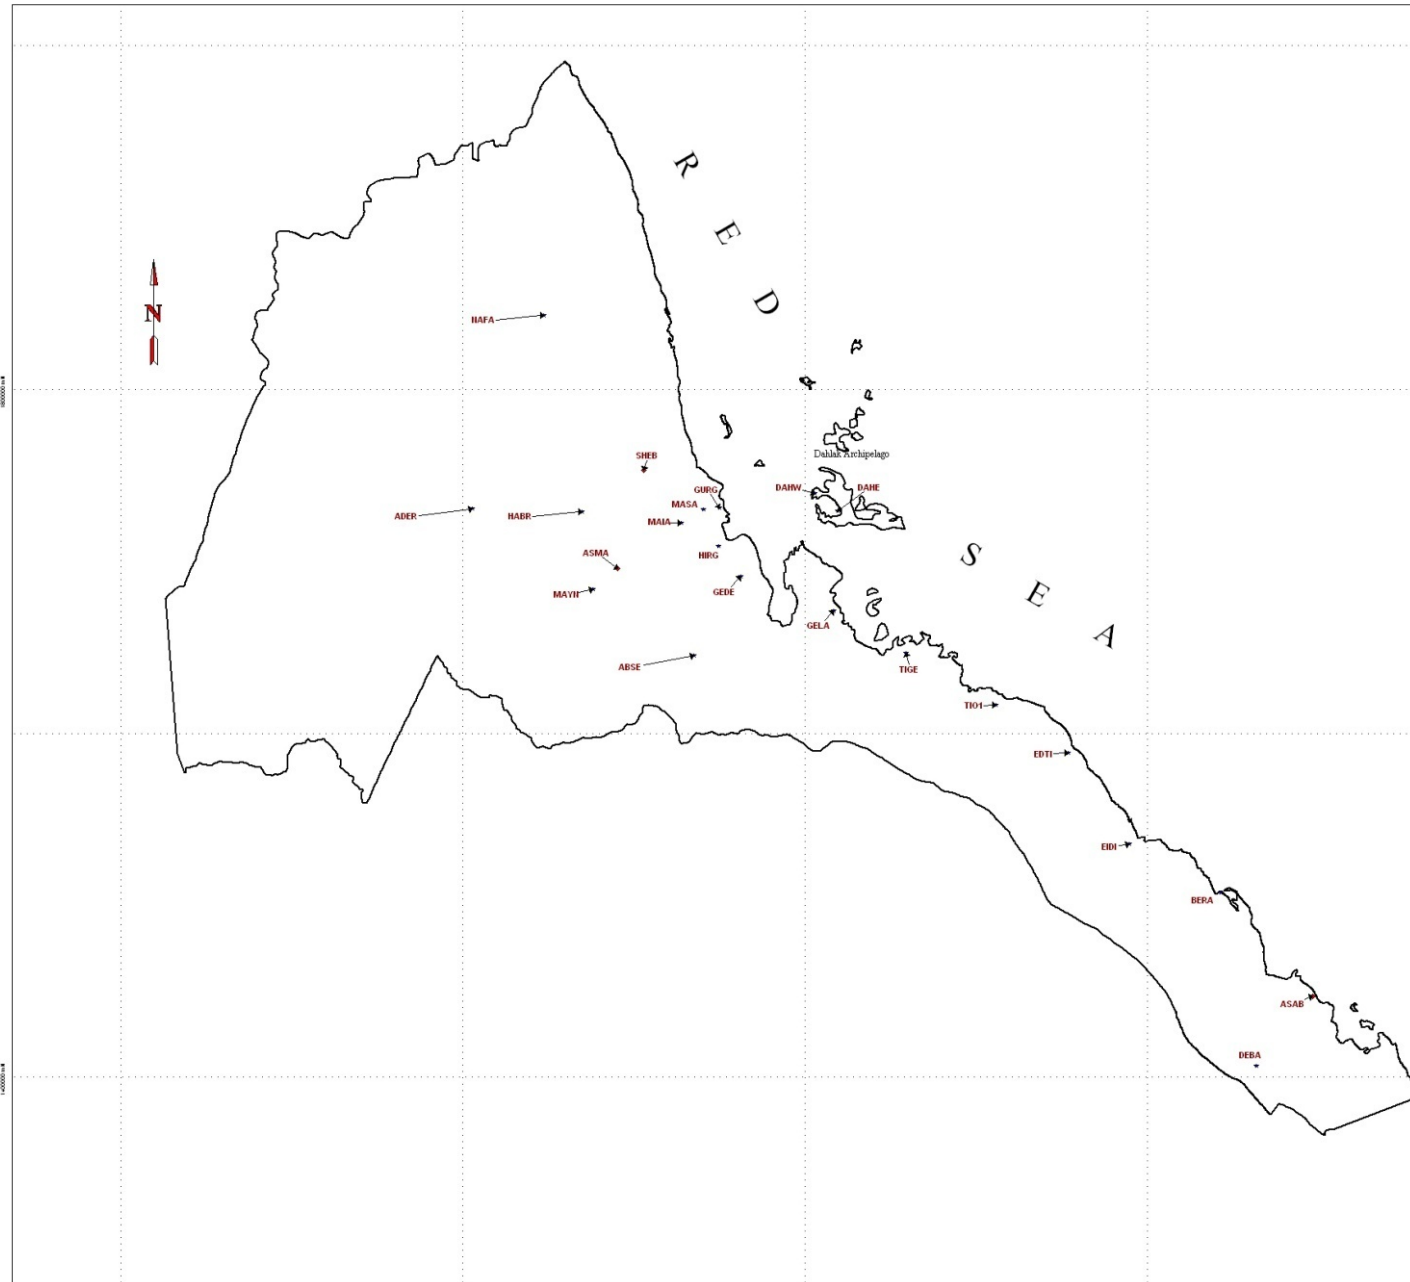 R E D
N
NAFA
Dahlak Archipelago
SHEB
GURG
DAHW
DAHE
MASA
ADER
HABR
MAIA
ASMA
HIRG
S E A
MAYN
GEDE
GELA
ABSE
TIGE
TIO1
EDTI
EIDI
BERA
ASAB
DEBA